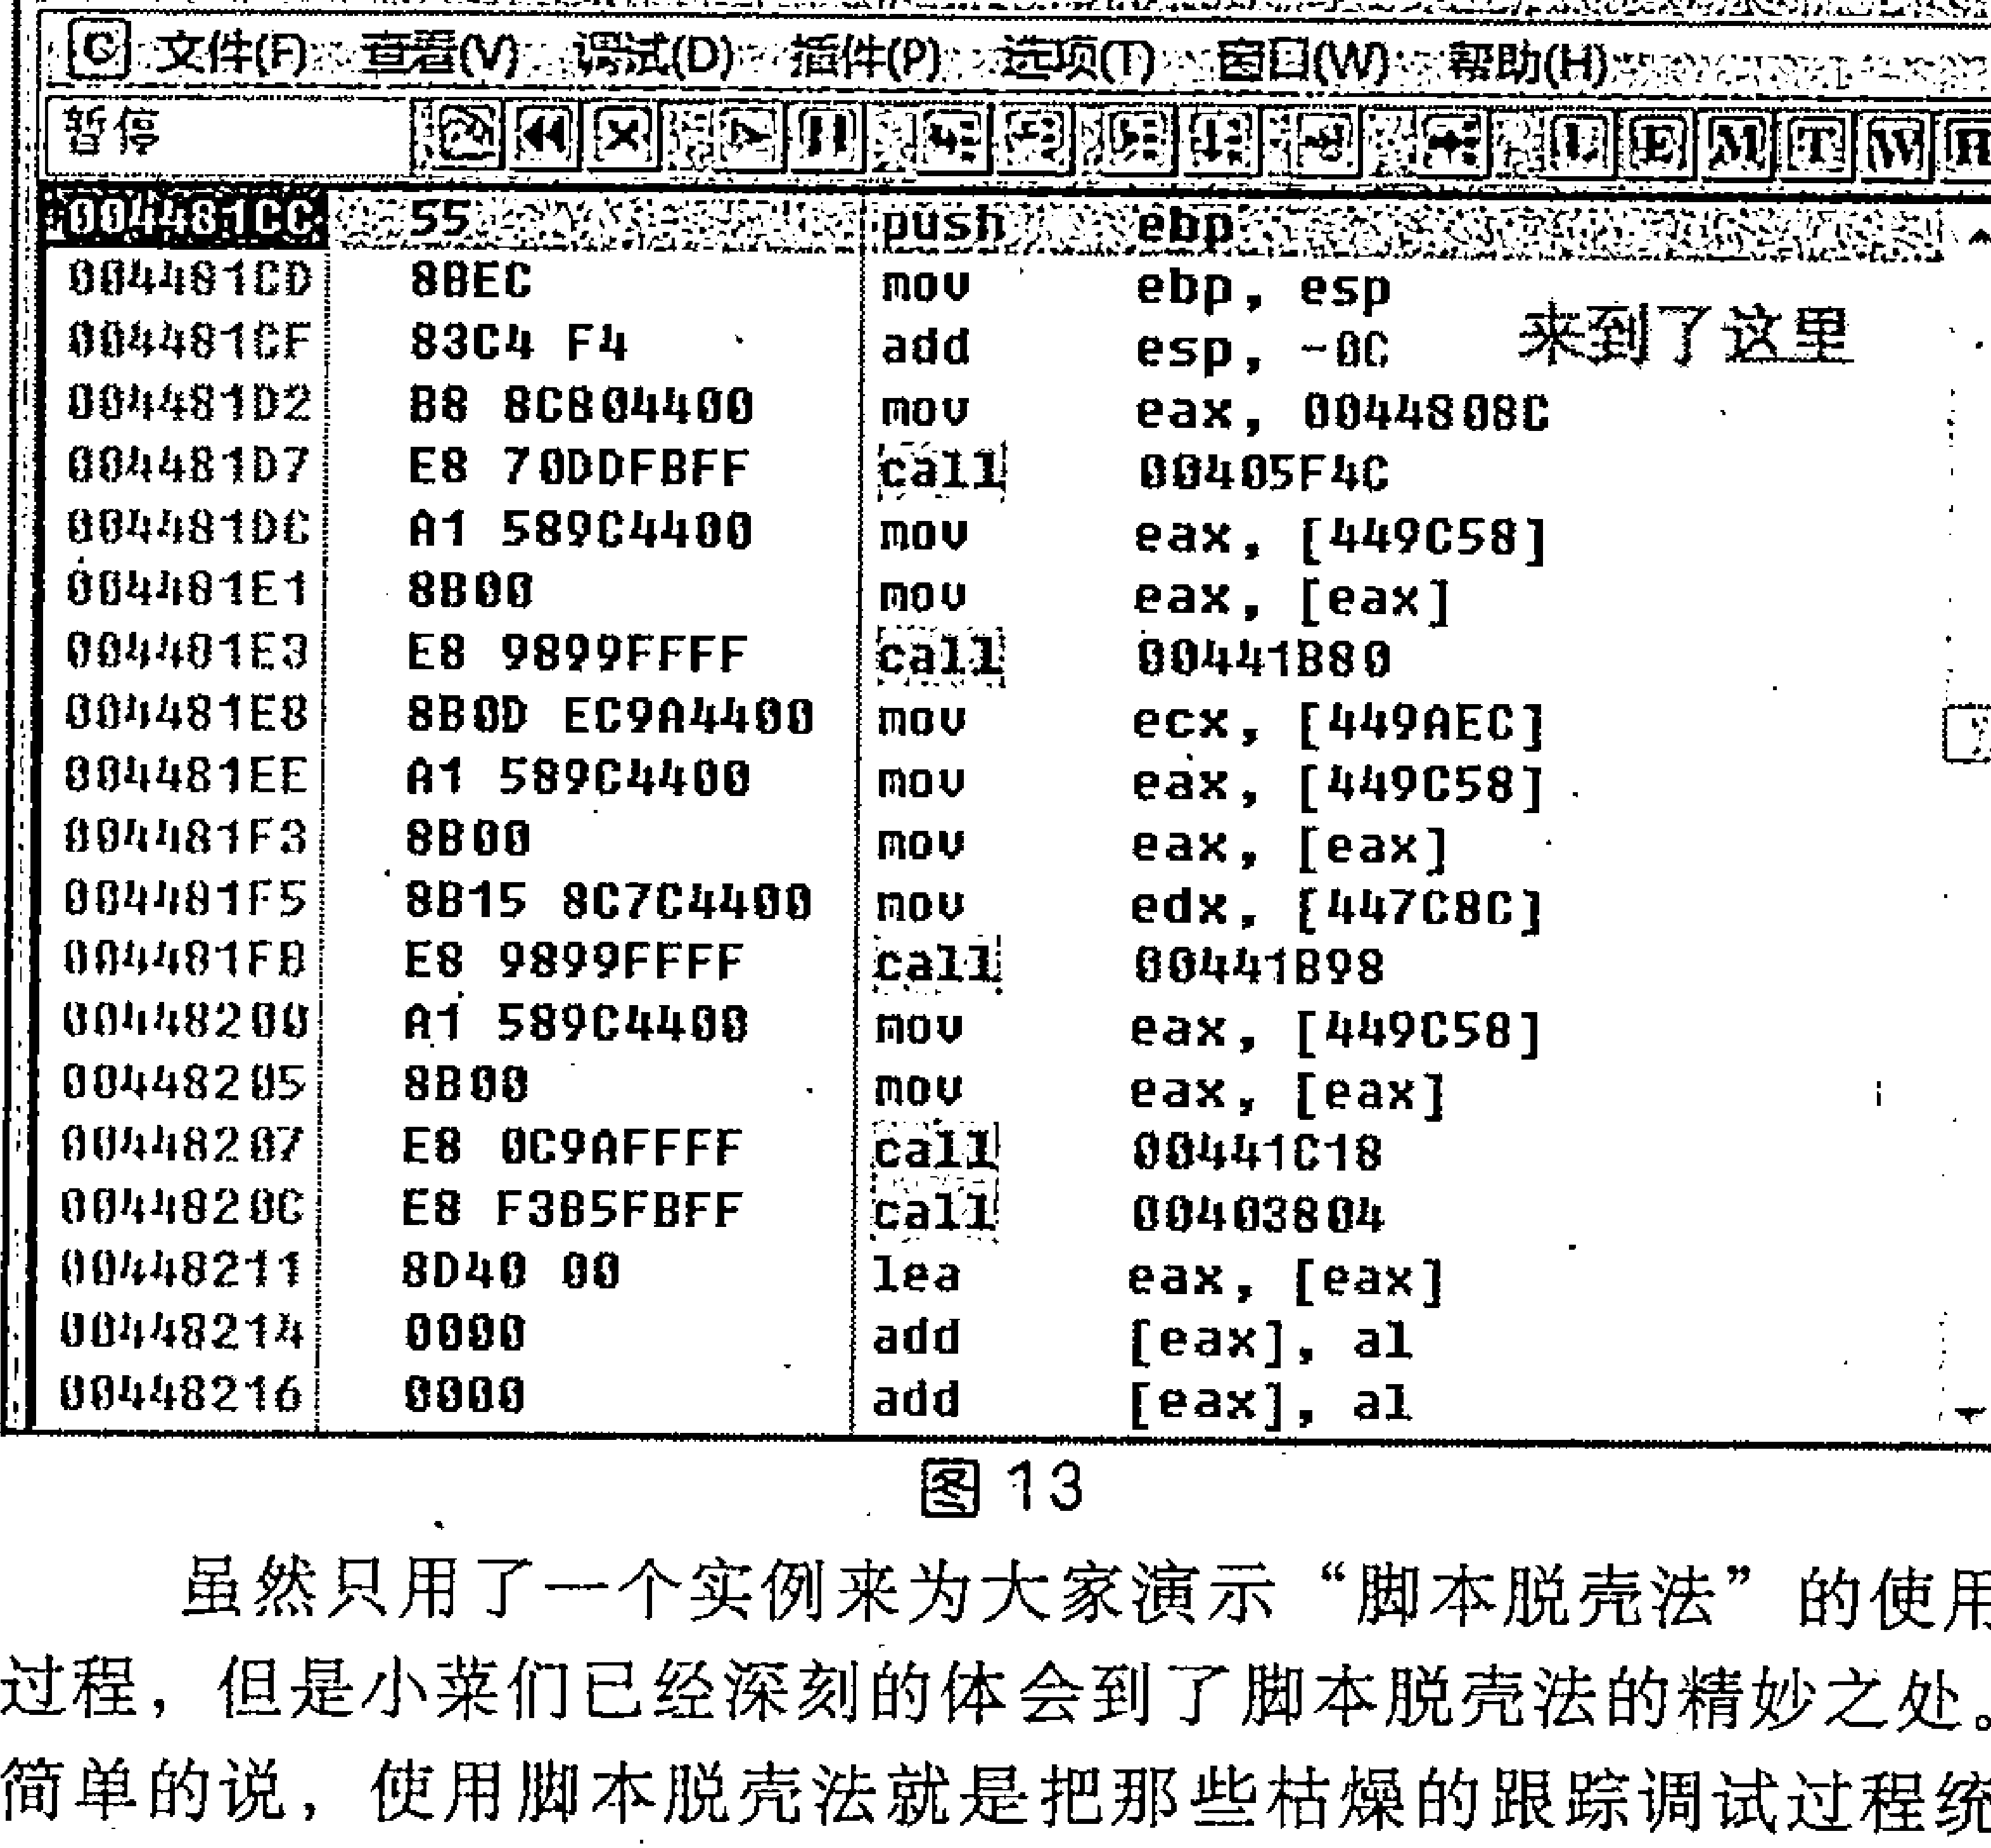 文件(F) 查看(V) 调试(D) 插件(P) 选项(T) 窗口(W) 帮助(H)
暂停 L E M T W H
004481CC 55 push ebp
004481CD 8BEC mov ebp, esp
004481CF 83C4 F4 add esp, -0C
来到了这里
004481D2 B8 8C804400 mov eax, 0044808C
004481D7 E8 70DDFBFF call 00405F4C
004481DC A1 589C4400 mov eax, [449C58]
004481E1 8B00 mov eax, [eax]
004481E3 E8 9899FFFF call 00441B80
004481E8 8B0D EC9A4400 mov ecx, [449AEC]
004481EE A1 589C4400 mov eax, [449C58]
004481F3 8B00 mov eax, [eax]
004481F5 8B15 8C7C4400 mov edx, [447C8C]
004481FB E8 9899FFFF call 00441B98
00448200 A1 589C4400 mov eax, [449C58]
00448205 8B00 mov eax, [eax]
00448207 E8 0C9AFFFF call 00441C18
0044820C E8 F3B5FBFF call 00403804
00448211 8D40 00 lea eax, [eax]
00448214 0000 add [eax], al
00448216 0000 add [eax], al
图 13
虽然只用了一个实例来为大家演示“脚本脱壳法”的使用
过程，但是小菜们已经深刻的体会到了脚本脱壳法的精妙之处。
简单的说，使用脚本脱壳法就是把那些枯燥的跟踪调试过程统